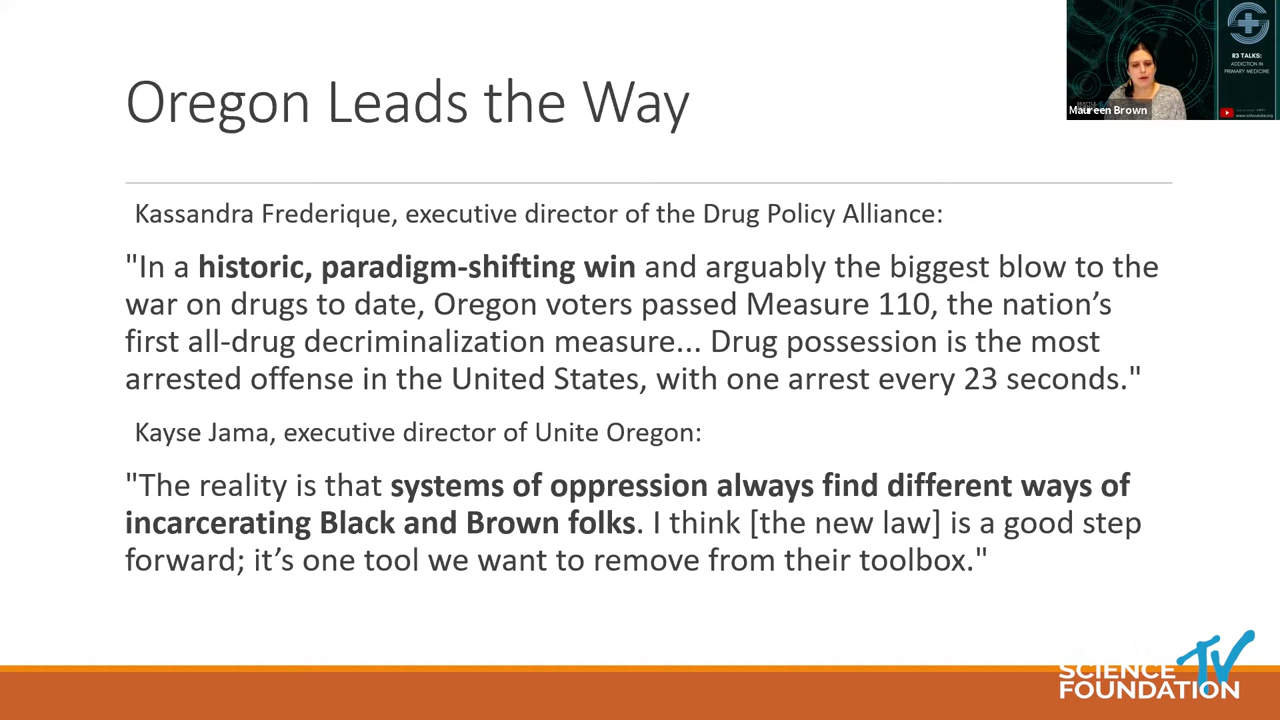 Oregon Leads the Way
Kassandra Frederique, executive director of the Drug Policy Alliance:
"In a historic, paradigm-shifting win and arguably the biggest blow to the
war on drugs to date, Oregon voters passed Measure 110, the nation’s
first all-drug decriminalization measure... Drug possession is the most
arrested offense in the United States, with one arrest every 23 seconds."
Kayse Jama, executive director of Unite Oregon:
"The reality is that systems of oppression always find different ways of
incarcerating Black and Brown folks. I think [the new law] is a good step
forward; it’s one tool we want to remove from their toolbox."
Maureen Brown
R3 TALKS:
ADDICTION IN
PRIMARY MEDICINE
SCIENCE TV
FOUNDATION